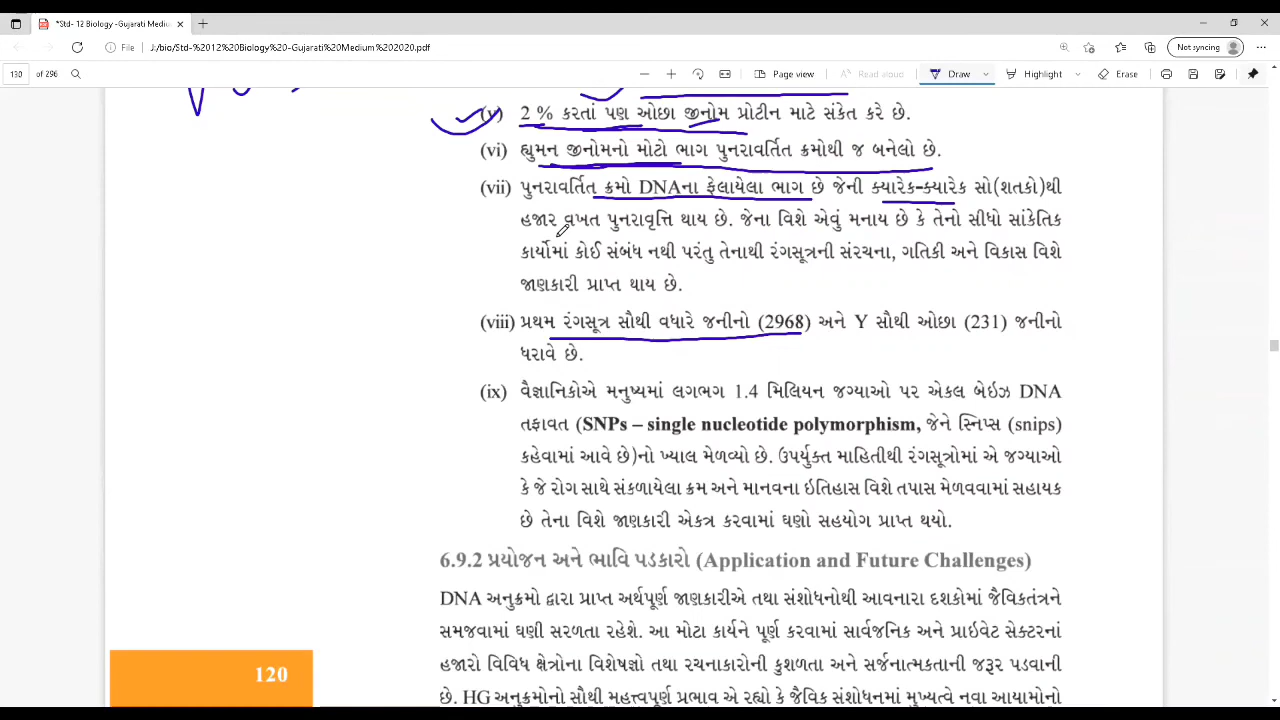 *Std- 12 Biology -Gujarati Medium
Not syncing
File
J:/bio/Std-%2012%20Biology%20-Gujarati%20Medium%202020.pdf
130 of 296
Page view
Read aloud
Draw
Highlight
Erase
(v) 2 % કરતાં પણ ઓછા જીનોમ પ્રોટીન માટે સંકેત કરે છે.
(vi) હ્યુમન જીનોમનો મોટો ભાગ પુનરાવર્તિત ક્રમોથી જ બનેલો છે.
(vii) પુનરાવર્તિત ક્રમો DNAના ફેલાયેલા ભાગ છે જેની ક્યારેક-ક્યારેક સો(શતકો)થી
હજાર વખત પુનરાવૃત્તિ થાય છે. જેના વિશે એવું મનાય છે કે તેનો સીધો સાંકેતિક
કાર્યોમાં કોઈ સંબંધ નથી પરંતુ તેનાથી રંગસૂત્રની સંરચના, ગતિકી અને વિકાસ વિશે
જાણકારી પ્રાપ્ત થાય છે.
(viii) પ્રથમ રંગસૂત્ર સૌથી વધારે જનીનો (2968) અને Y સૌથી ઓછા (231) જનીનો
ધરાવે છે.
(ix) વૈજ્ઞાનિકોએ મનુષ્યમાં લગભગ 1.4 મિલિયન જગ્યાઓ પર એકલ બેઇઝ DNA
તફાવત (SNPs – single nucleotide polymorphism, જેને સ્નિપ્સ (snips)
કહેવામાં આવે છે)નો ખ્યાલ મેળવ્યો છે. ઉપર્યુક્ત માહિતીથી રંગસૂત્રોમાં એ જગ્યાઓ
કે જે રોગ સાથે સંકળાયેલા ક્રમ અને માનવના ઇતિહાસ વિશે તપાસ મેળવવામાં સહાયક
છે તેના વિશે જાણકારી એકત્ર કરવામાં ઘણો સહયોગ પ્રાપ્ત થયો.
6.9.2 પ્રયોજન અને ભાવિ પડકારો (Application and Future Challenges)
DNA અનુક્રમો દ્વારા પ્રાપ્ત અર્થપૂર્ણ જાણકારીએ તથા સંશોધનોથી આવનારા દશકોમાં જૈવિકતંત્રને
સમજવામાં ઘણી સરળતા રહેશે. આ મોટા કાર્યને પૂર્ણ કરવામાં સાર્વજનિક અને પ્રાઇવેટ સેક્ટરનાં
હજારો વિવિધ ક્ષેત્રોના વિશેષજ્ઞો તથા રચનાકારોની કુશળતા અને સર્જનાત્મકતાની જરૂર પડવાની
છે. HG અનુક્રમોનો સૌથી મહત્ત્વપૂર્ણ પ્રભાવ એ રહ્યો કે જૈવિક સંશોધનમાં મુખ્યત્વે નવા આયામોનો
120